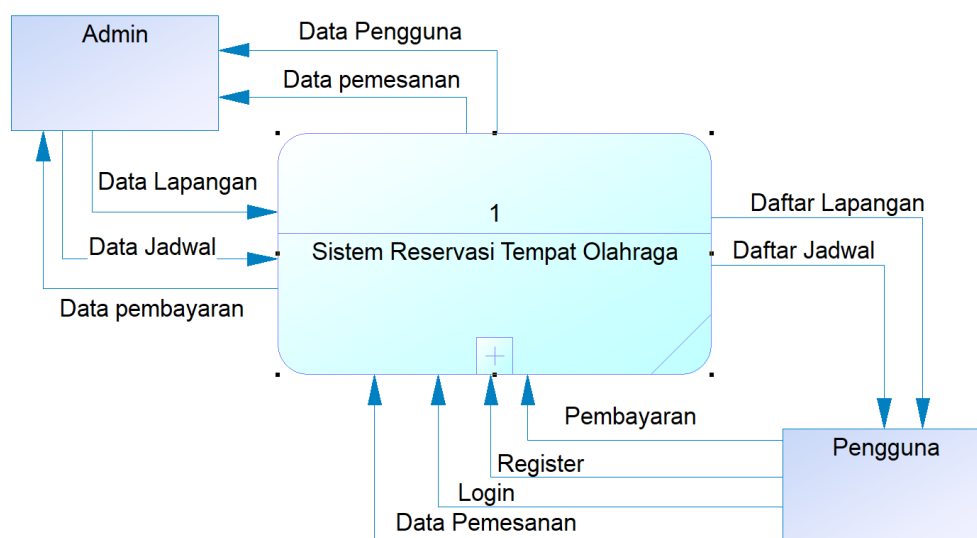 Admin
Data Pengguna
Data pemesanan
Data Lapangan
Data Jadwal
Data pembayaran
1
Sistem Reservasi Tempat Olahraga
Daftar Lapangan
Daftar Jadwal
Pembayaran
Register
Login
Data Pemesanan
Pengguna